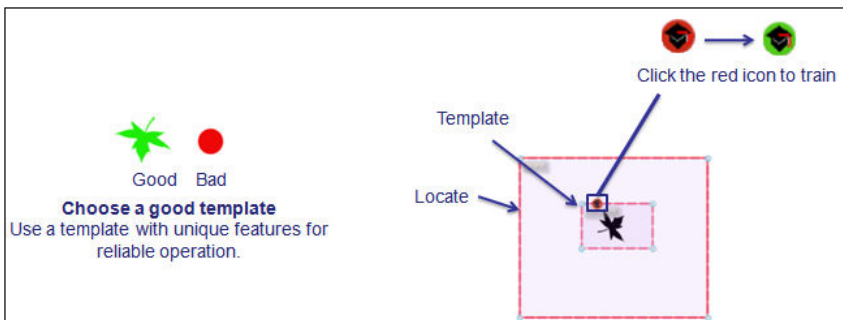 Click the red icon to train
Template
Good Bad
Locate
Choose a good template
Use a template with unique features for
reliable operation.